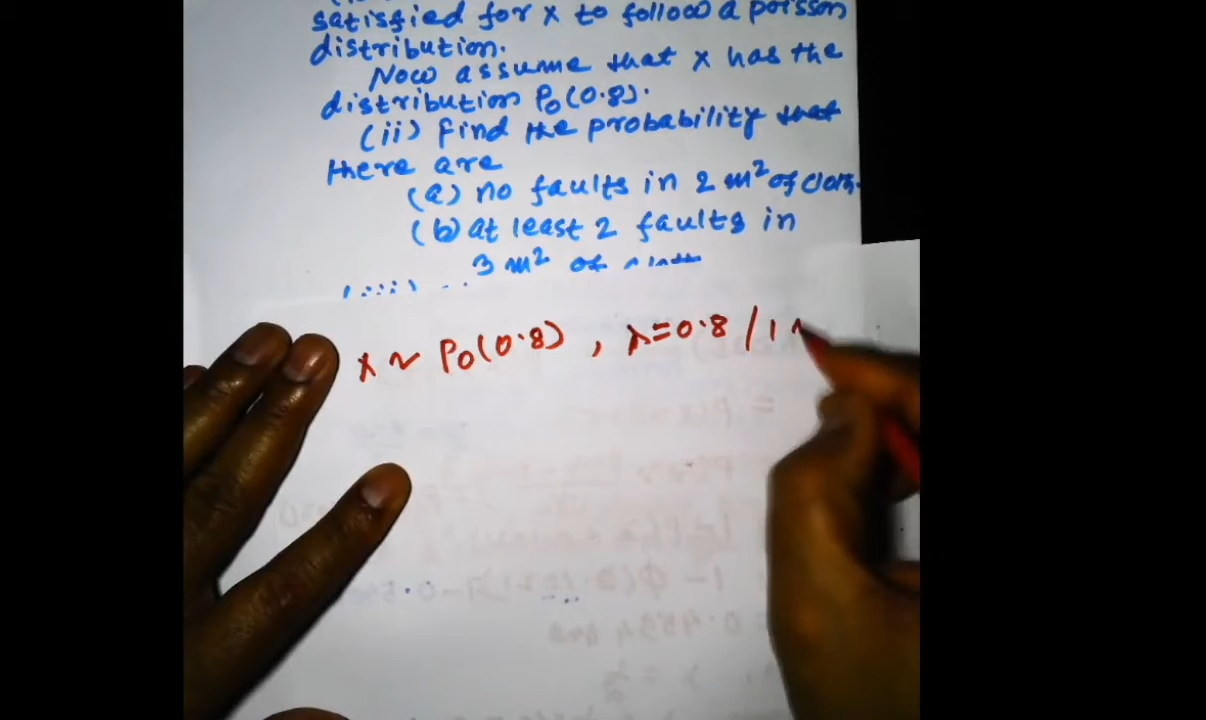 satisfied for x to follow a poisson
distribution.
Now assume that x has the
distribution Po(0.8).
(ii) Find the probability that
there are
(a) no faults in 2 m² of cloth.
(b) at least 2 faults in
3 m² of
(iii)
x ~ Po(0.8), λ=0.8 / 1